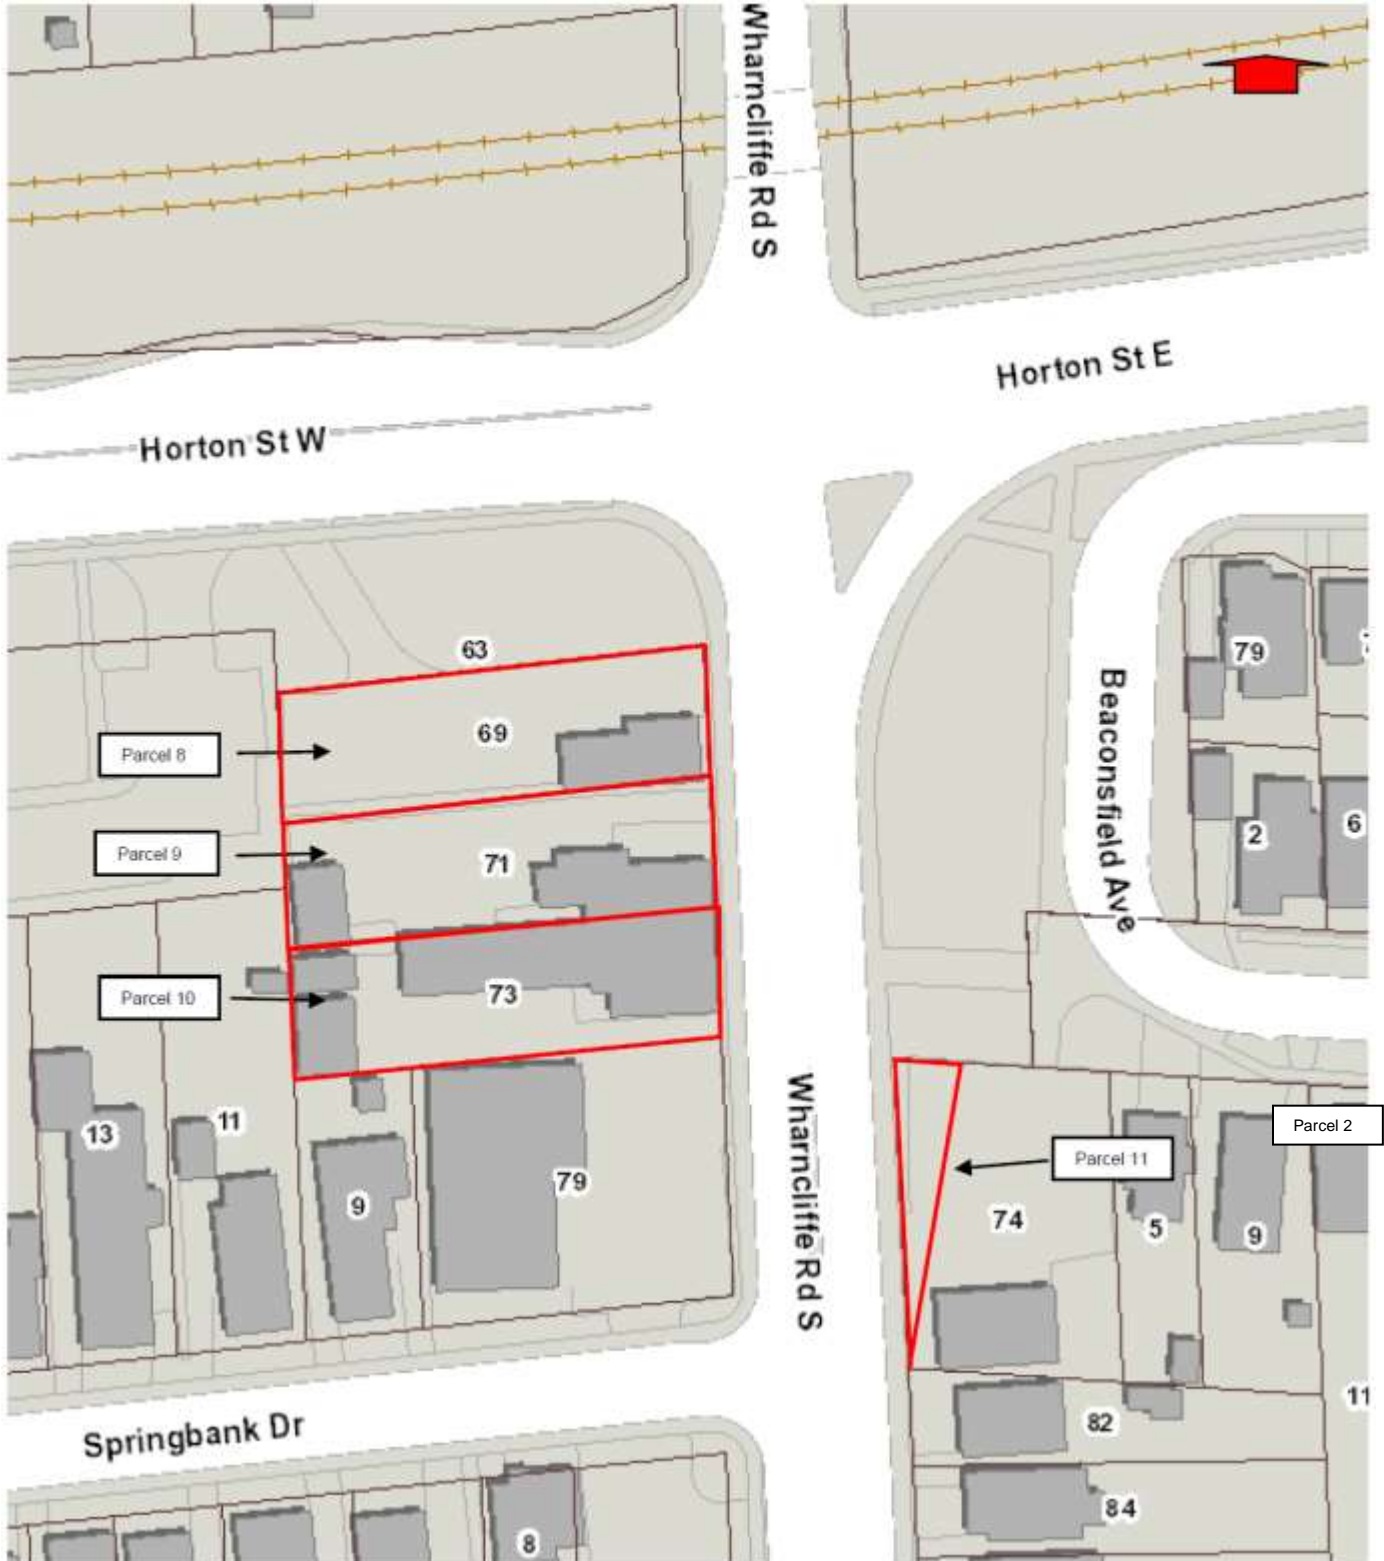 Wharncliffe Rd S
Horton St E
Horton St W
63
79
69
Parcel 8
Beaconsfield Ave
2
6
Parcel 9
71
Parcel 10
73
Wharncliffe Rd S
13
11
Parcel 2
Parcel 11
79
9
74
5
9
11
Springbank Dr
82
84
8